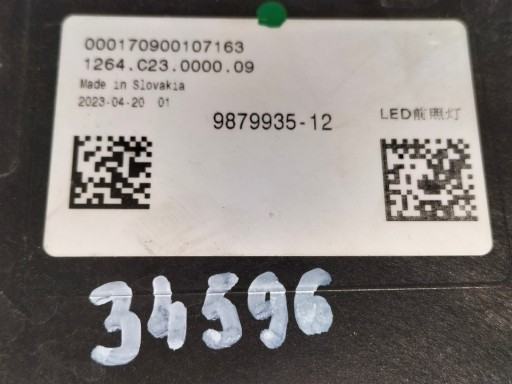 000170900107163
1264.C23.0000.09
Made in Slovakia
2023-04-20 01
9879935-12
LED前照灯
34596